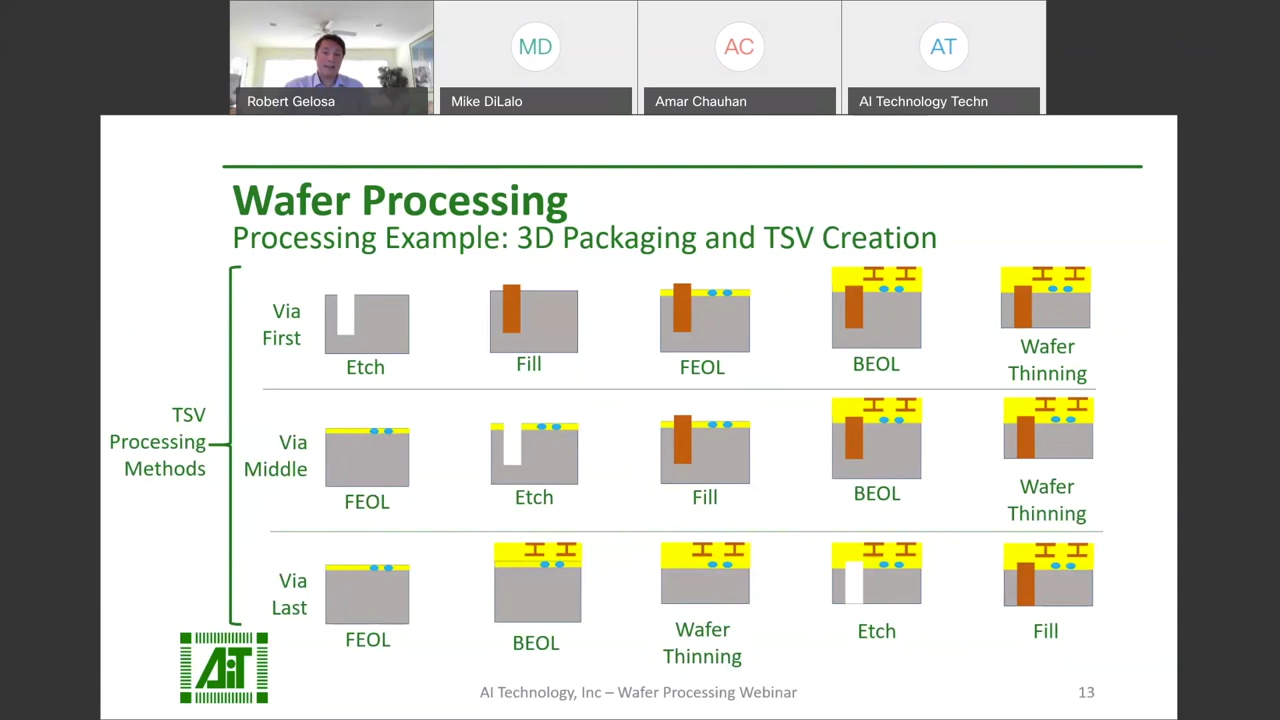 MD
AC
AT
Robert Gelosa
Mike DiLalo
Amar Chauhan
AI Technology Techn
Wafer Processing
Processing Example: 3D Packaging and TSV Creation
TSV
Processing
Methods
Via
First
Etch
Fill
FEOL
BEOL
Wafer
Thinning
Via
Middle
FEOL
Etch
Fill
BEOL
Wafer
Thinning
Via
Last
FEOL
BEOL
Wafer
Thinning
Etch
Fill
AiT
AI Technology, Inc – Wafer Processing Webinar
13